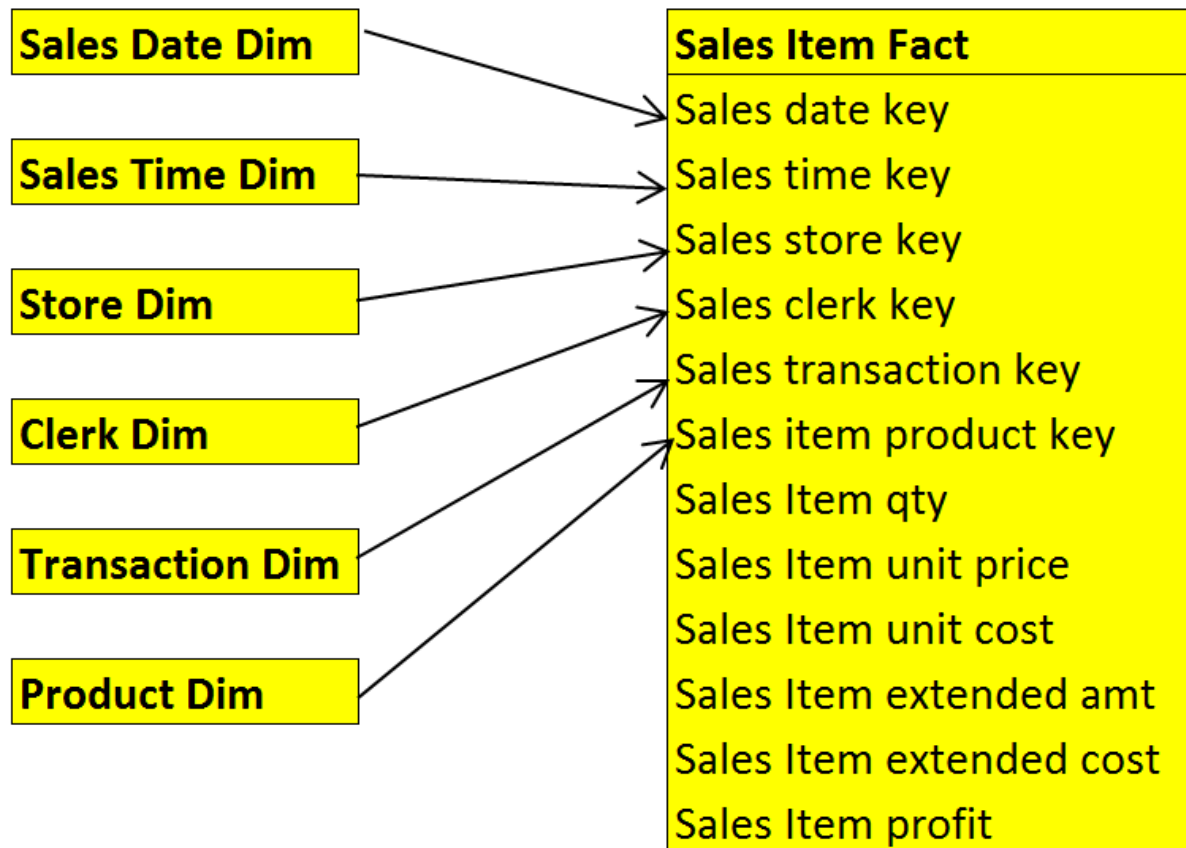 Sales Date Dim
Sales Time Dim
Store Dim
Clerk Dim
Transaction Dim
Product Dim
Sales Item Fact
Sales date key
Sales time key
Sales store key
Sales clerk key
Sales transaction key
Sales item product key
Sales Item qty
Sales Item unit price
Sales Item unit cost
Sales Item extended amt
Sales Item extended cost
Sales Item profit